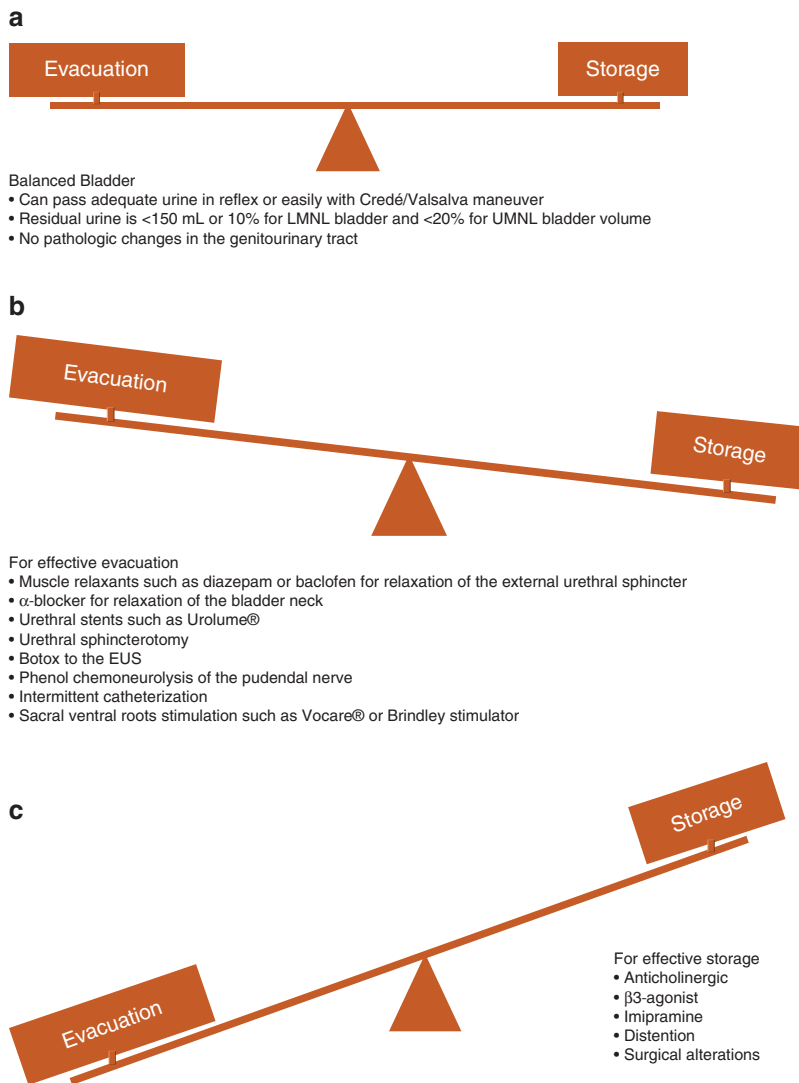 a
Evacuation
Storage
Balanced Bladder
• Can pass adequate urine in reflex or easily with Credé/Valsalva maneuver
• Residual urine is <150 mL or 10% for LMNL bladder and <20% for UMNL bladder volume
• No pathologic changes in the genitourinary tract
b
Evacuation
Storage
For effective evacuation
• Muscle relaxants such as diazepam or baclofen for relaxation of the external urethral sphincter
• α-blocker for relaxation of the bladder neck
• Urethral stents such as Urolume®
• Urethral sphincterotomy
• Botox to the EUS
• Phenol chemoneurolysis of the pudendal nerve
• Intermittent catheterization
• Sacral ventral roots stimulation such as Vocare® or Brindley stimulator
c
Storage
Evacuation
For effective storage
• Anticholinergic
• β3-agonist
• Imipramine
• Distention
• Surgical alterations